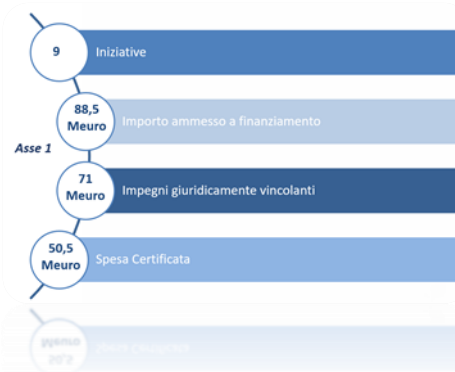 9
Iniziative
88,5
Meuro
Importo ammesso a finanziamento
Asse 1
71
Meuro
Impegni giuridicamente vincolanti
50,5
Meuro
Spesa Certificata